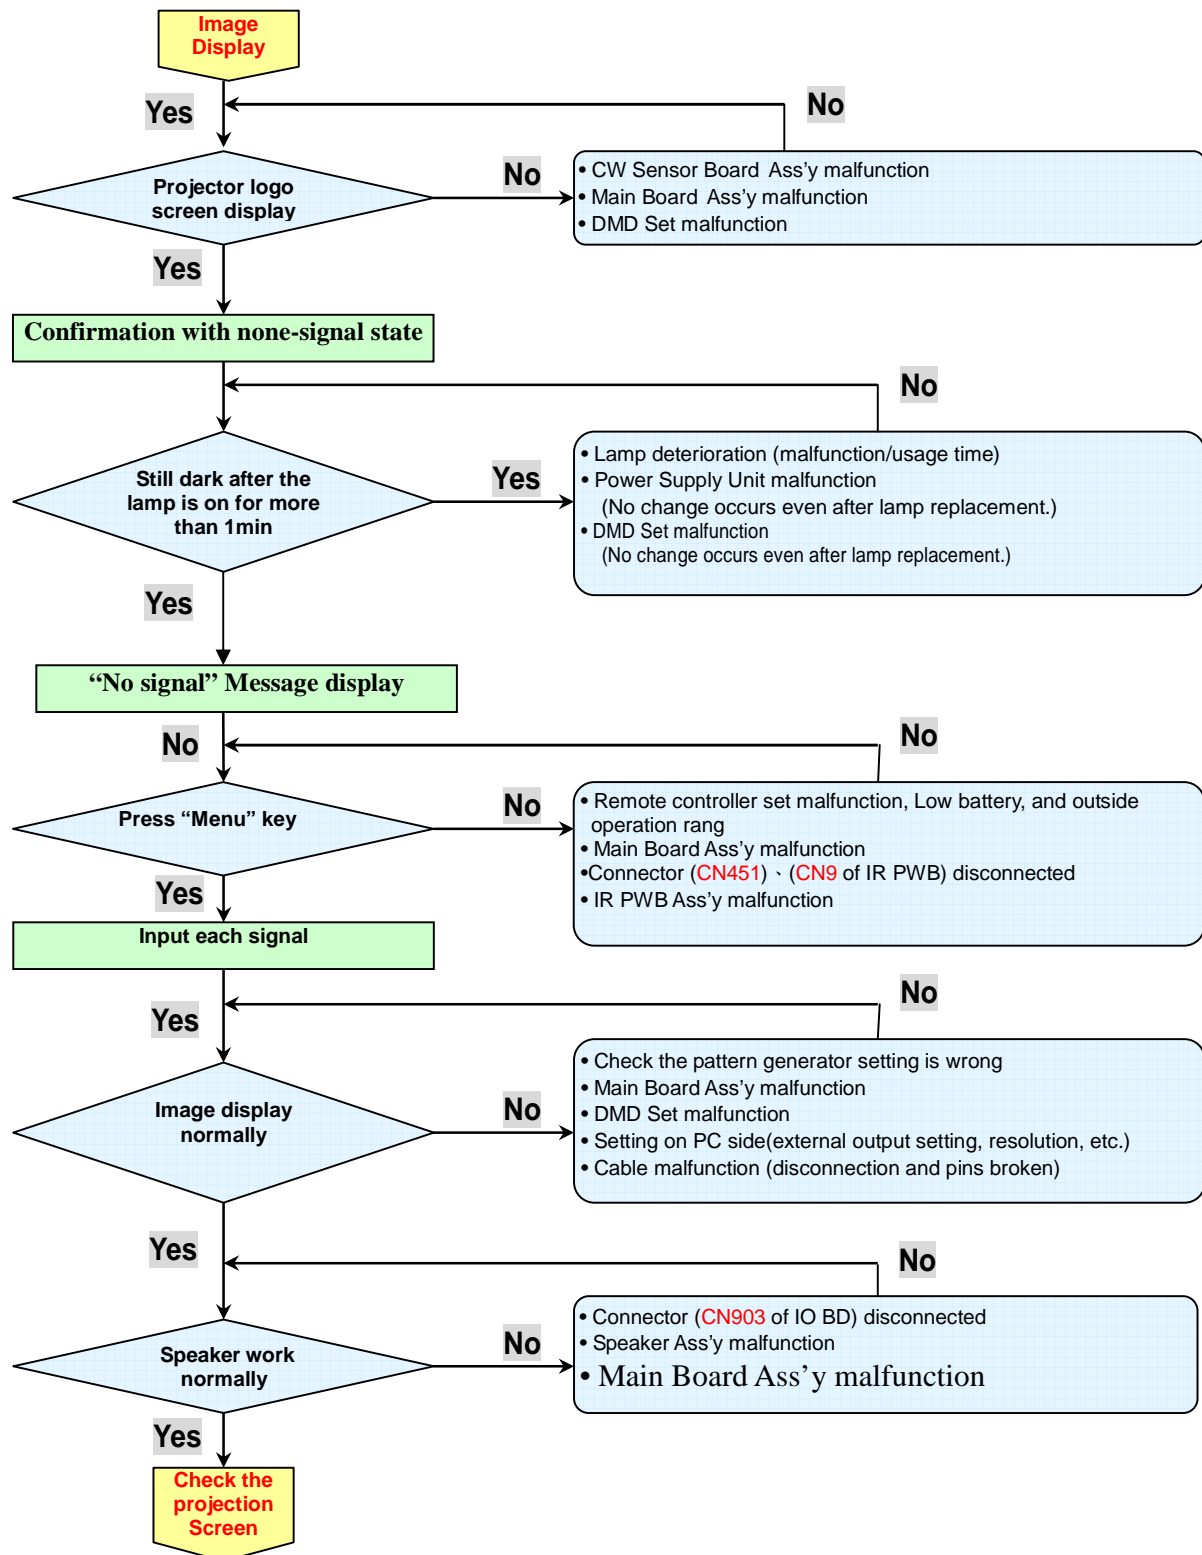 Image
Display
Yes
No
Projector logo
screen display
No
• CW Sensor Board Ass’y malfunction
• Main Board Ass’y malfunction
• DMD Set malfunction
Yes
Confirmation with none-signal state
No
Still dark after the
lamp is on for more
than 1min
Yes
• Lamp deterioration (malfunction/usage time)
• Power Supply Unit malfunction
(No change occurs even after lamp replacement.)
• DMD Set malfunction
(No change occurs even after lamp replacement.)
Yes
“No signal” Message display
No
No
Press “Menu” key
No
• Remote controller set malfunction, Low battery, and outside
operation rang
• Main Board Ass’y malfunction
•Connector (CN451)、(CN9 of IR PWB) disconnected
• IR PWB Ass’y malfunction
Yes
Input each signal
No
Yes
Image display
normally
No
• Check the pattern generator setting is wrong
• Main Board Ass’y malfunction
• DMD Set malfunction
• Setting on PC side(external output setting, resolution, etc.)
• Cable malfunction (disconnection and pins broken)
Yes
No
Speaker work
normally
No
• Connector (CN903 of IO BD) disconnected
• Speaker Ass’y malfunction
• Main Board Ass’y malfunction
Yes
Check the
projection
Screen